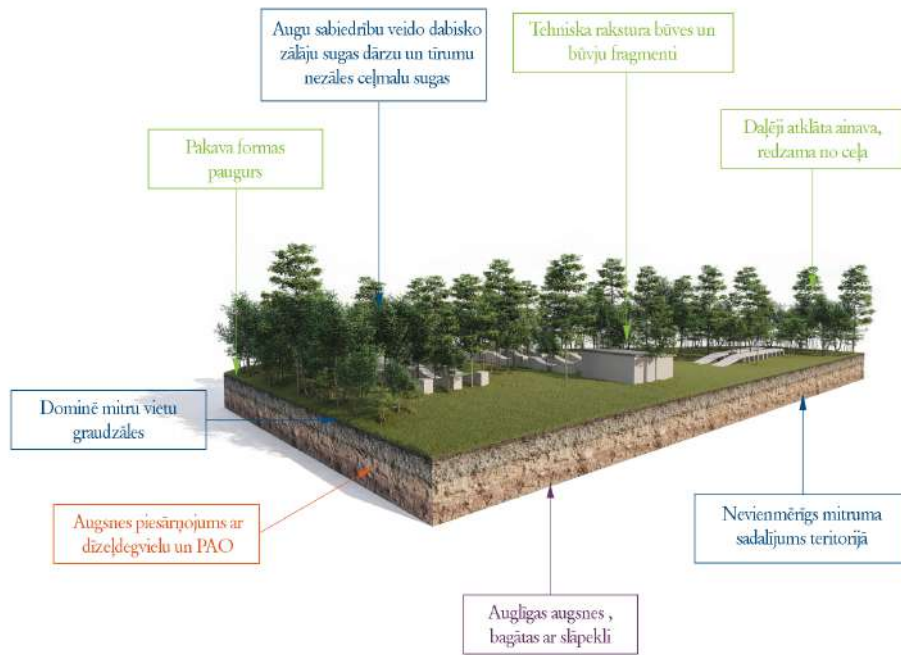 Augu sabiedrību veido dabisko
zālāju sugas dārzu un tīrumu
nezāles ceļmalu sugas
Tehniska rakstura būves un
būvju fragmenti
Daļēji atklāta ainava,
redzama no ceļa
Pakava formas
paugurs
Dominē mitru vietu
graudzāles
Augsnes piesārņojums ar
dīzeļdegvielu un PAO
Nevienmērīgs mitruma
sadalījums teritorijā
Auglīgas augsnes ,
bagātas ar slāpekli